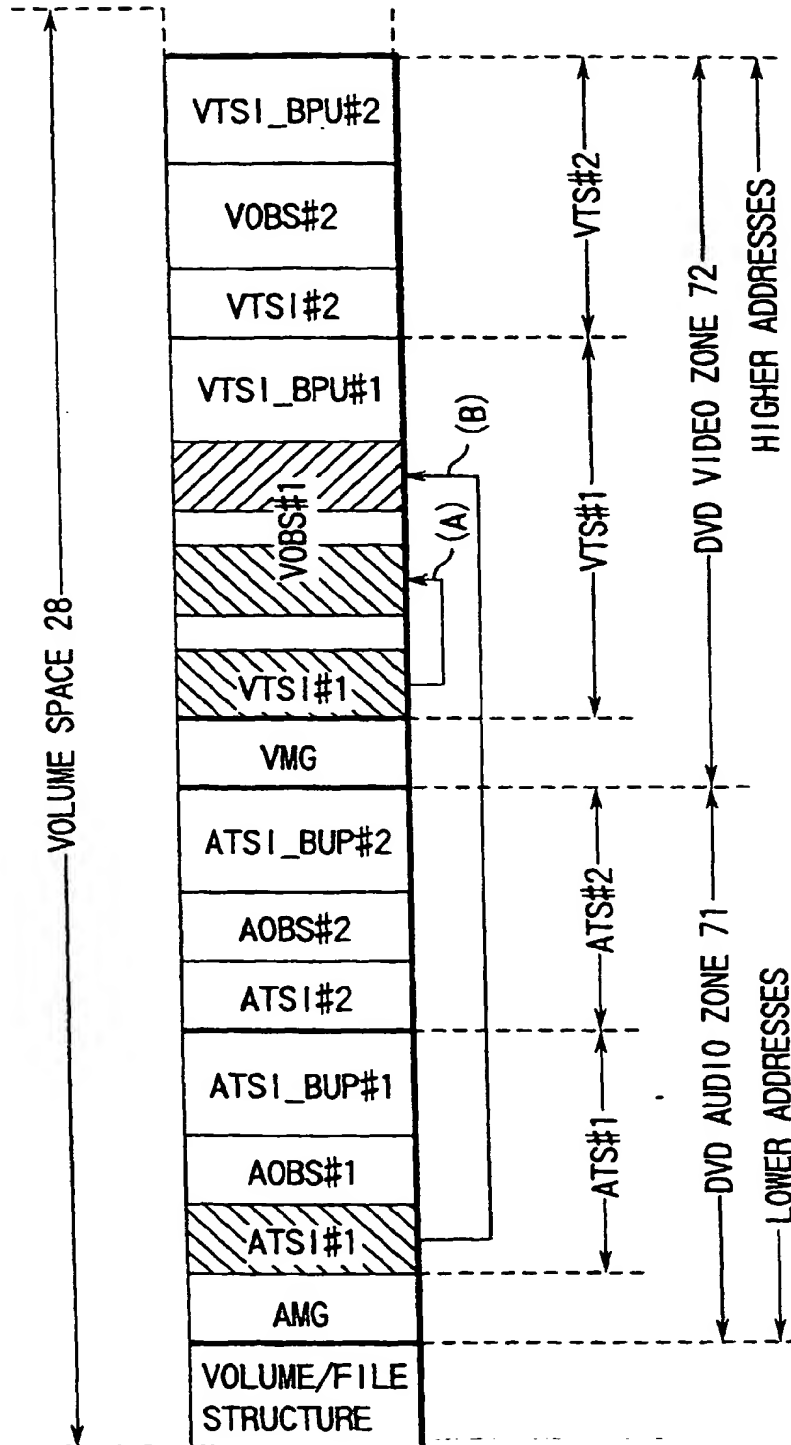 VTSI_BPU#2
VOBS#2
VTSI#2
VTSI_BPU#1
VOBS#1
VTSI#1
VMG
ATSI_BUP#2
AOBS#2
ATSI#2
ATSI_BUP#1
AOBS#1
ATSI#1
AMG
VOLUME/FILE
STRUCTURE
VOLUME SPACE 28
(A)
(B)
VTS#2
VTS#1
ATS#2
ATS#1
DVD VIDEO ZONE 72
DVD AUDIO ZONE 71
HIGHER ADDRESSES
LOWER ADDRESSES